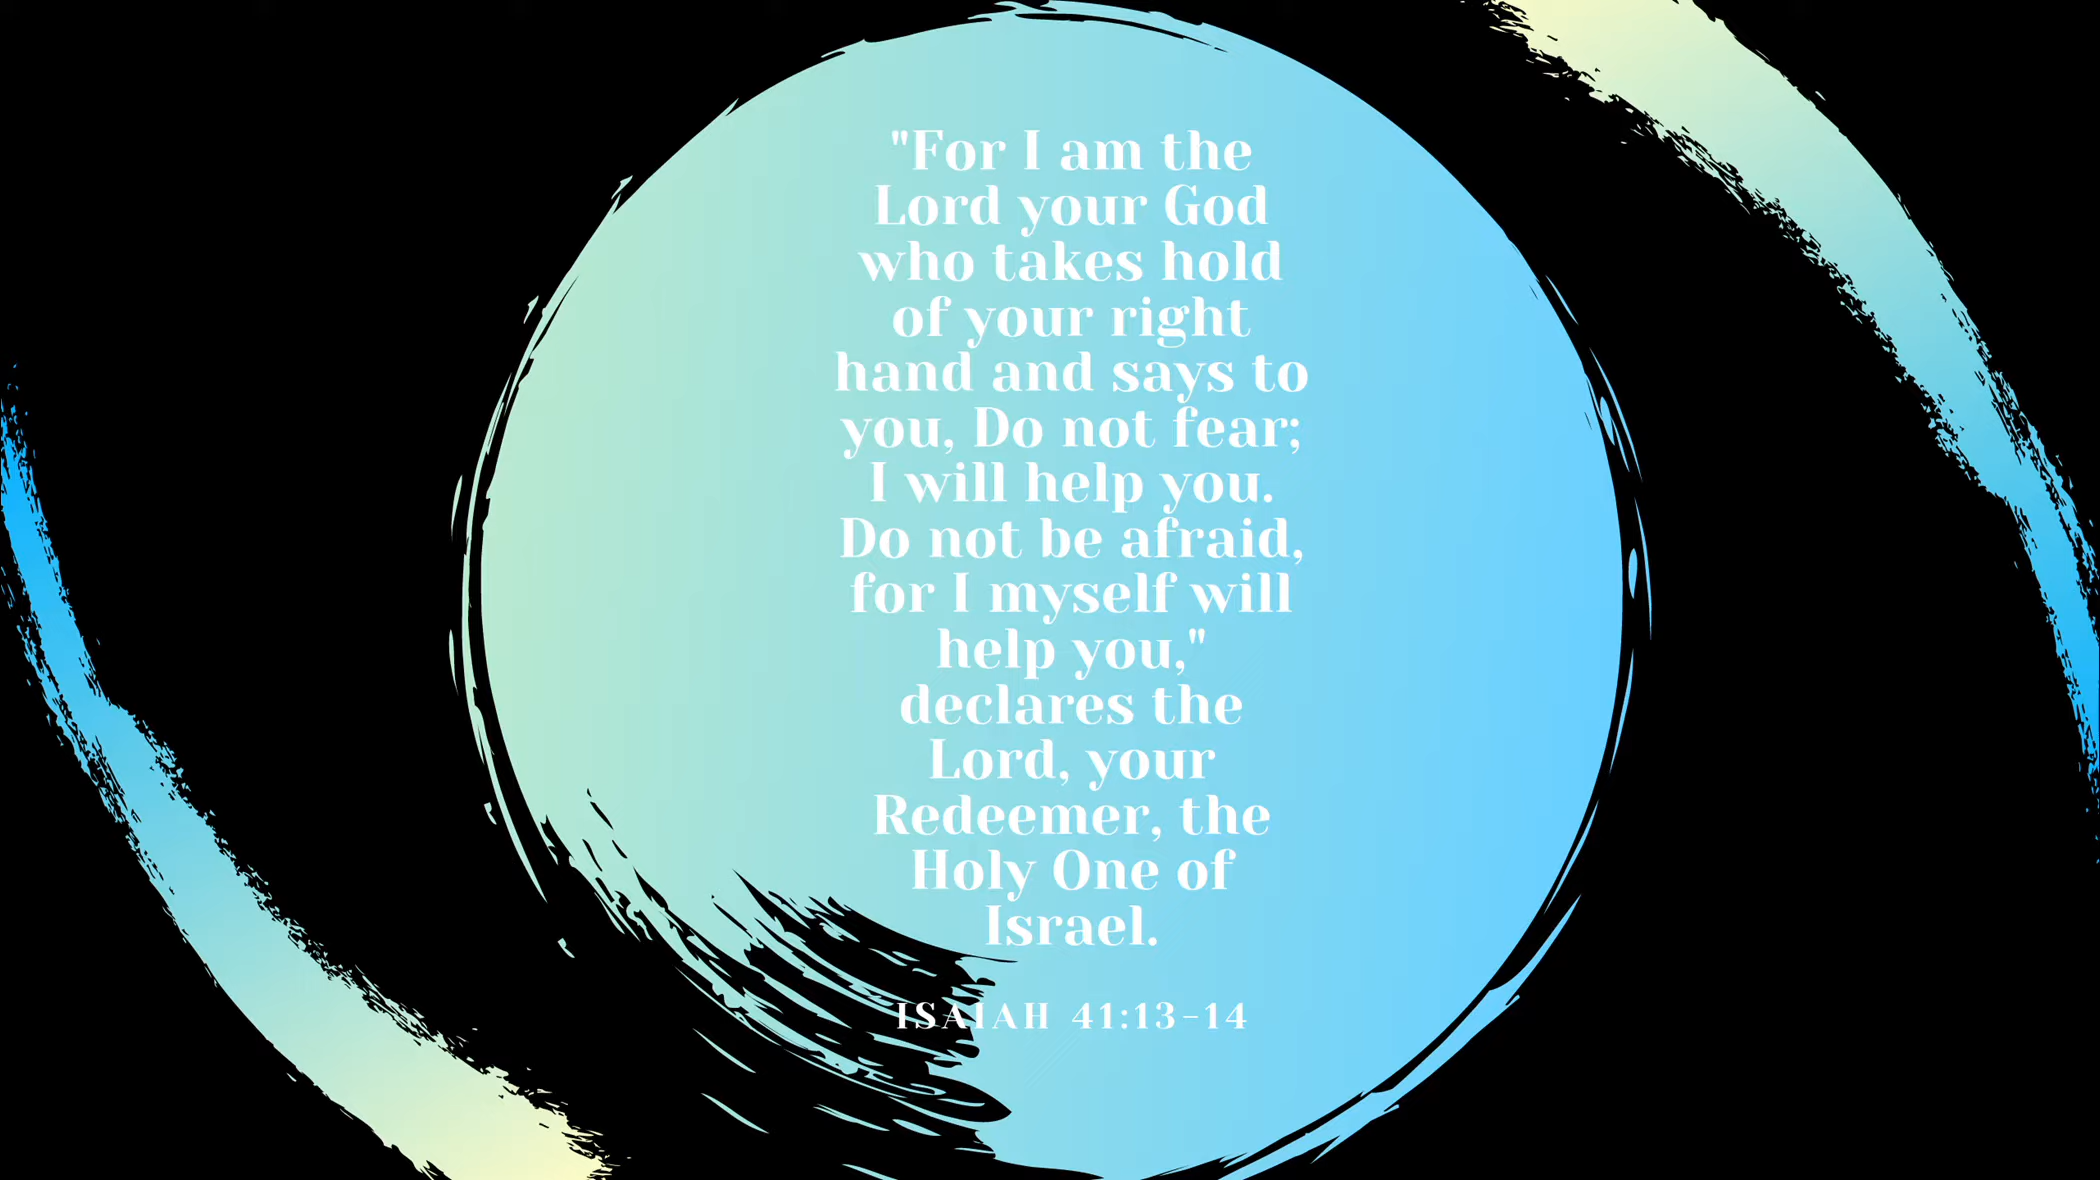 "For I am the
Lord your God
who takes hold
of your right
hand and says to
you, Do not fear;
I will help you.
Do not be afraid,
for I myself will
help you,"
declares the
Lord, your
Redeemer, the
Holy One of
Israel.
ISAIAH 41:13-14